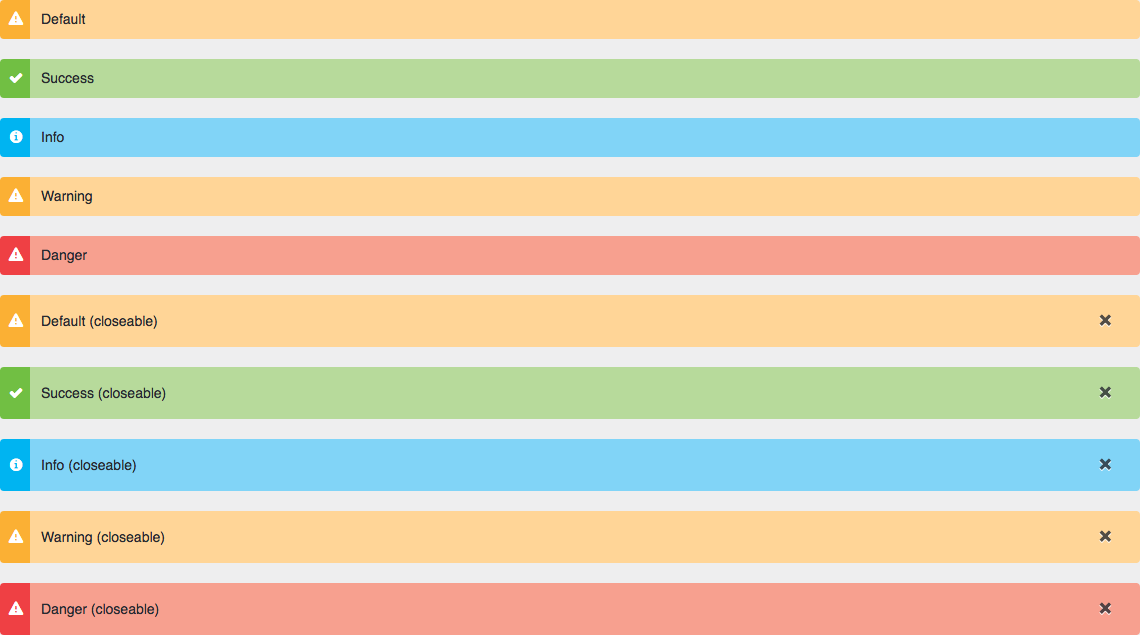 Default
Success
Info
Warning
Danger
Default (closeable)
Success (closeable)
Info (closeable)
Warning (closeable)
Danger (closeable)